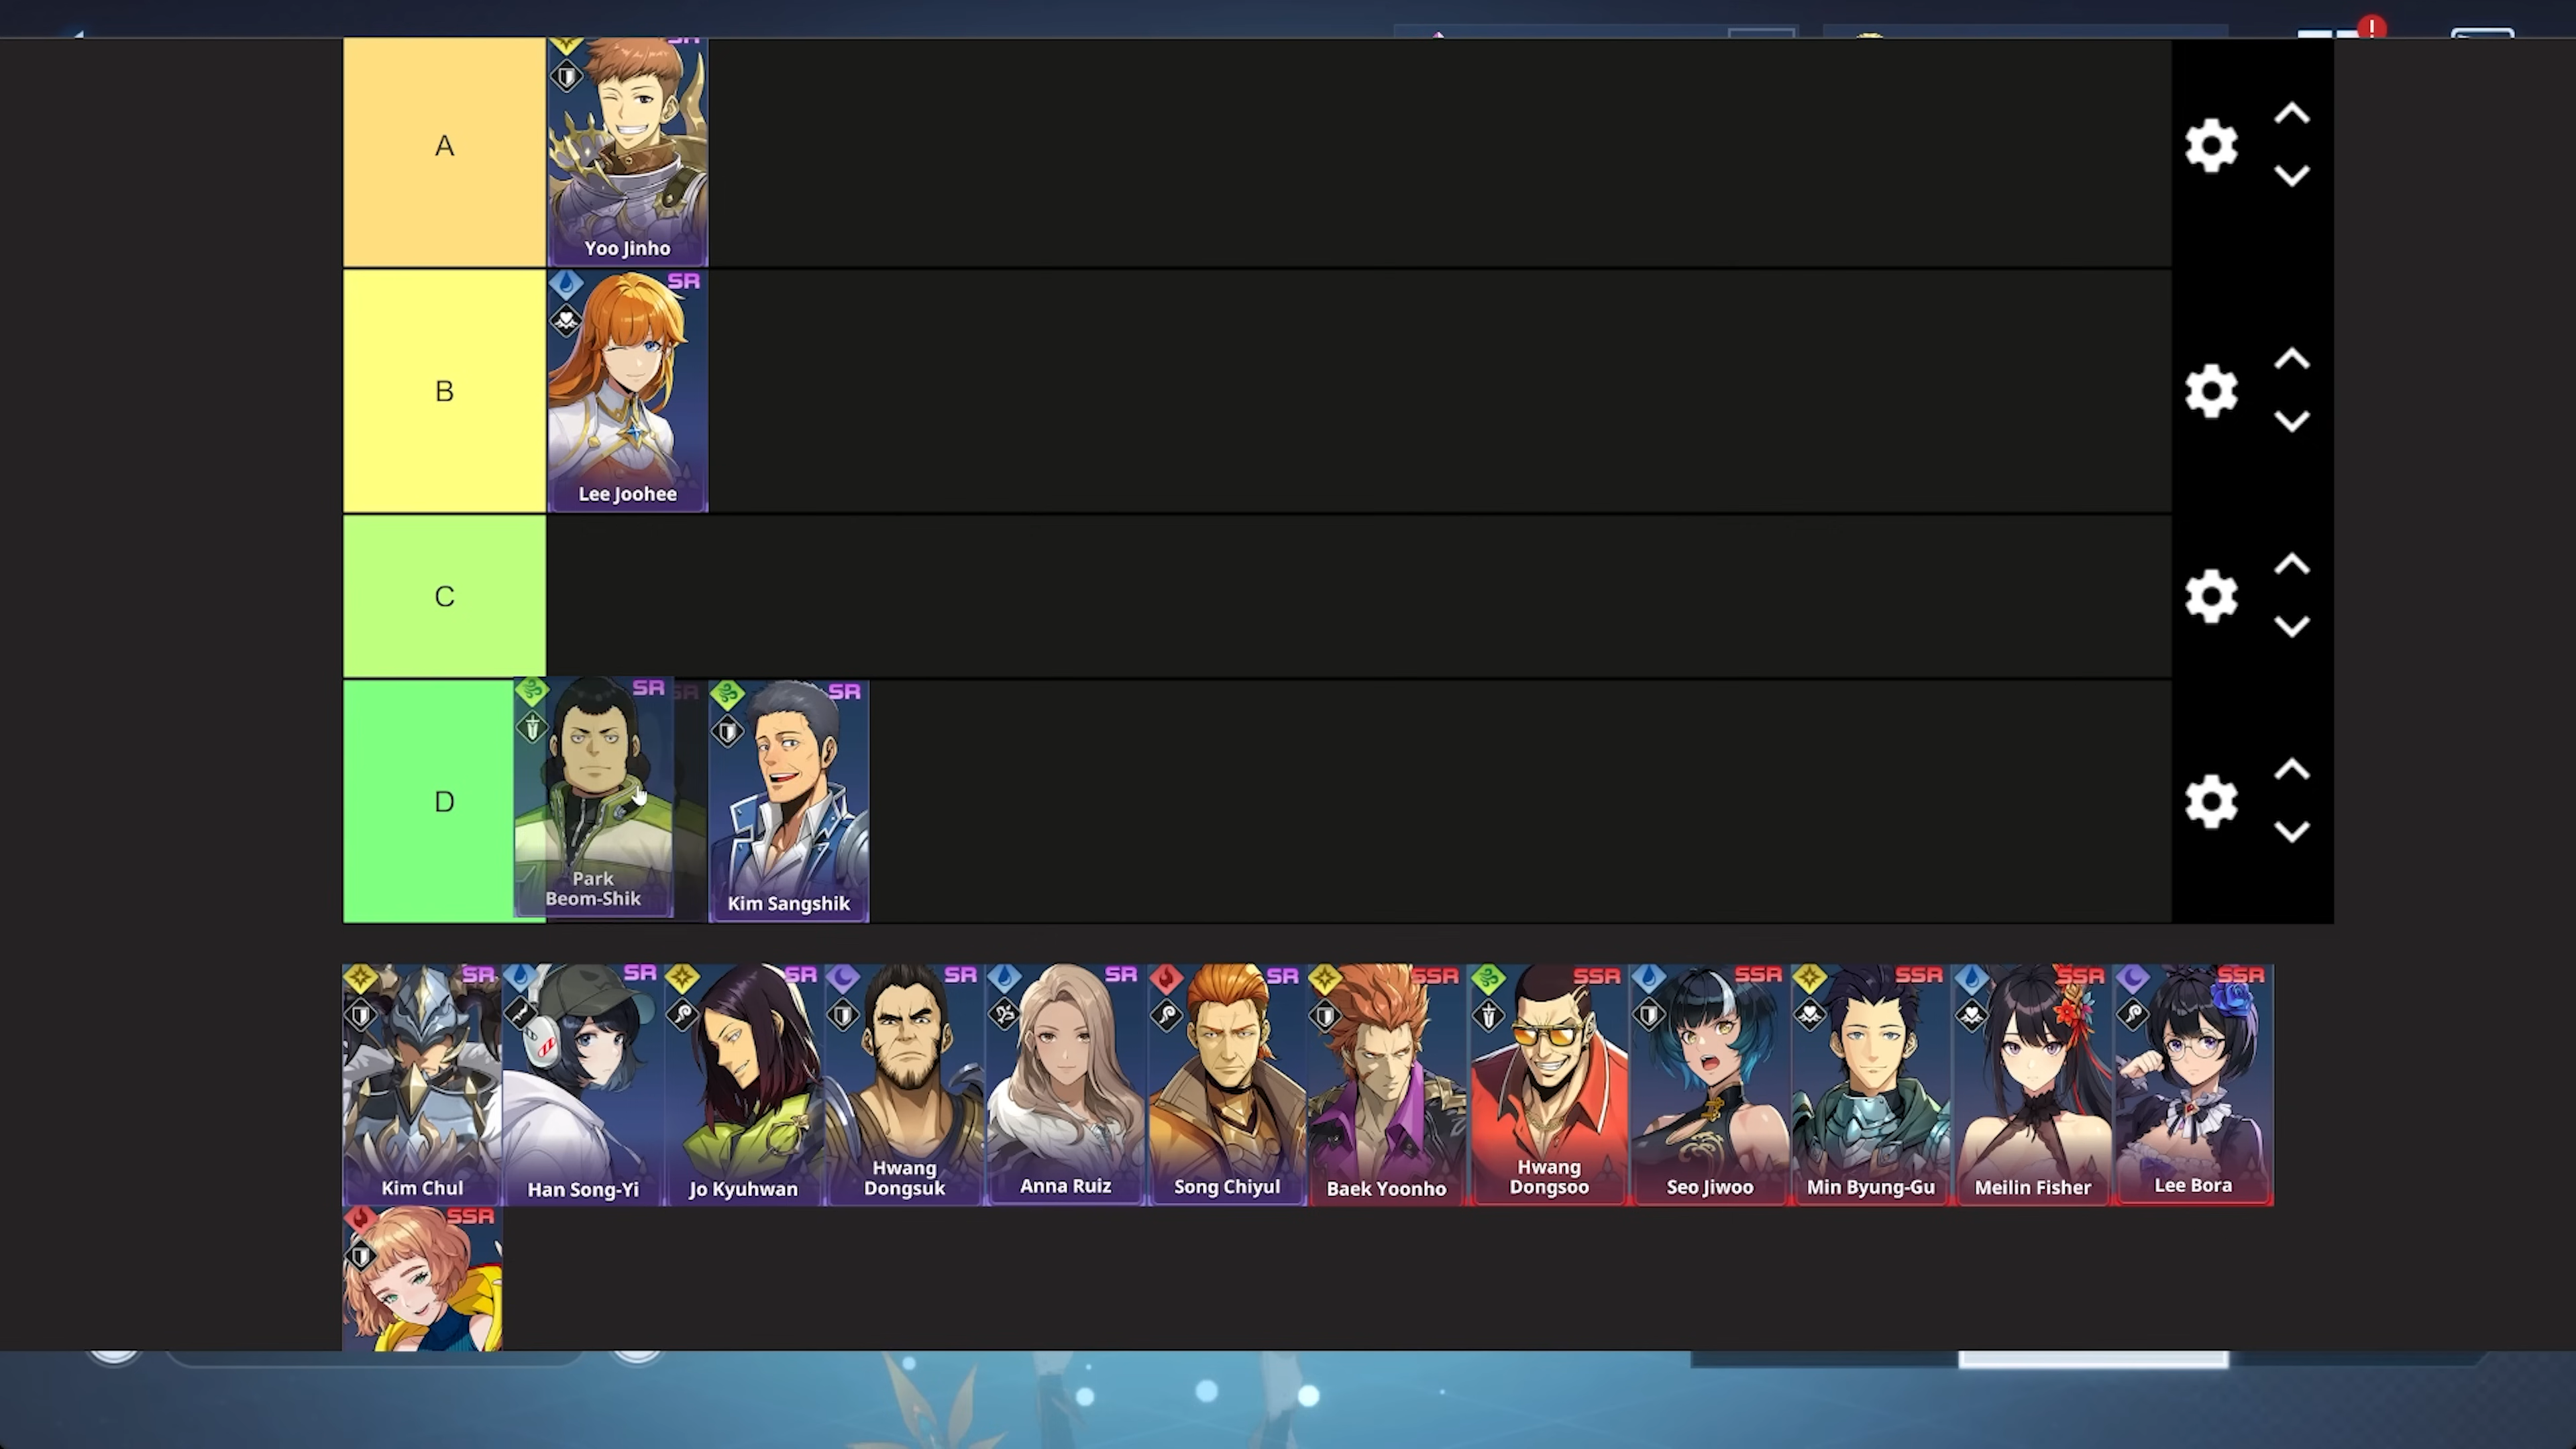 !
SR
A
Yoo Jinho
SR
B
Lee Joohee
C
SR
SR
SR
D
Park
Beom-Shik
Kim Sangshik
SR
SR
SR
SR
SR
SR
SSR
SSR
SSR
SSR
SSR
SSR
Kim Chul
Han Song-Yi
Jo Kyuhwan
Hwang
Dongsuk
Anna Ruiz
Song Chiyul
Baek Yoonho
Hwang
Dongsoo
Seo Jiwoo
Min Byung-Gu
Meilin Fisher
Lee Bora
SSR